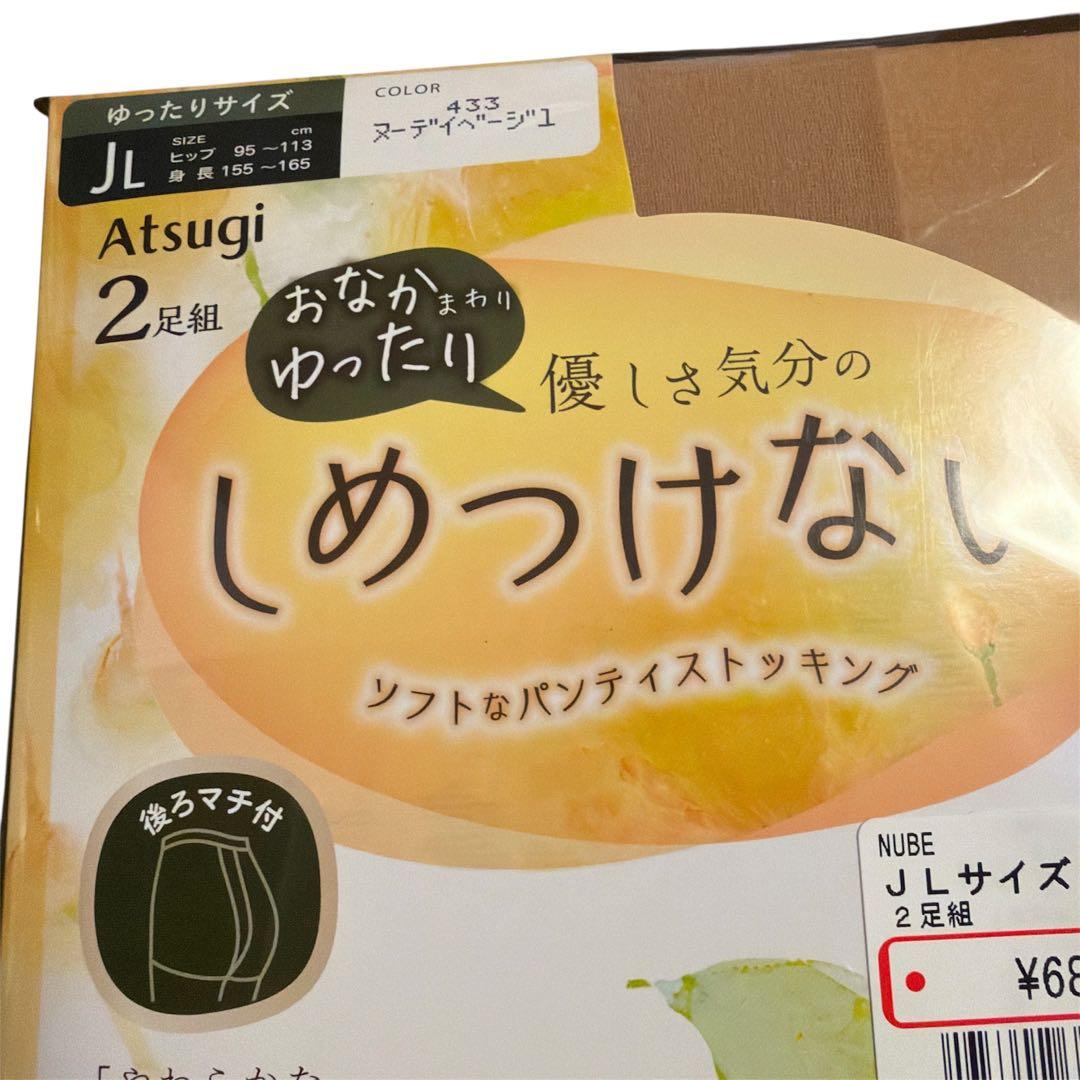 ゆったりサイズ
JL
SIZE cm
ヒップ 95～113
身長 155～165
COLOR
433
ヌーディベージュ
Atsugi
2足組
おなかまわり
ゆったり
優しさ気分の
しめつけない
ソフトなパンティストッキング
後ろマチ付
NUBE
JLサイズ
2足組
¥68